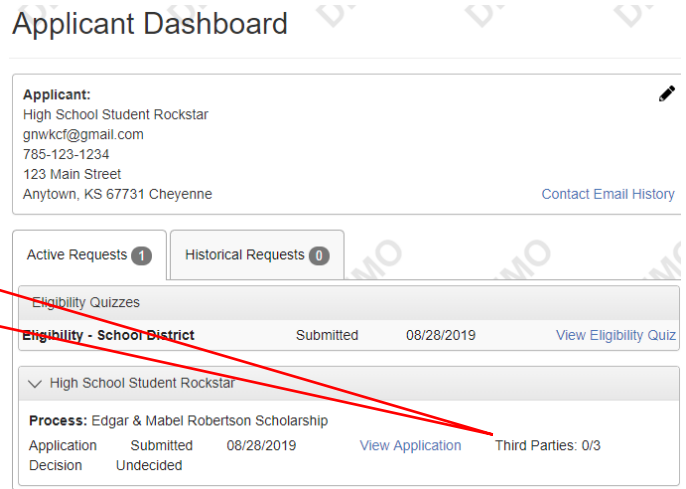 Applicant Dashboard
Applicant:
High School Student Rockstar
gnwkcf@gmail.com
785-123-1234
123 Main Street
Anytown, KS 67731 Cheyenne
Contact Email History
Active Requests 1 Historical Requests 0
Eligibility Quizzes
Eligibility - School District Submitted 08/28/2019 View Eligibility Quiz
High School Student Rockstar
Process: Edgar & Mabel Robertson Scholarship
Application Submitted 08/28/2019 View Application Third Parties: 0/3
Decision Undecided